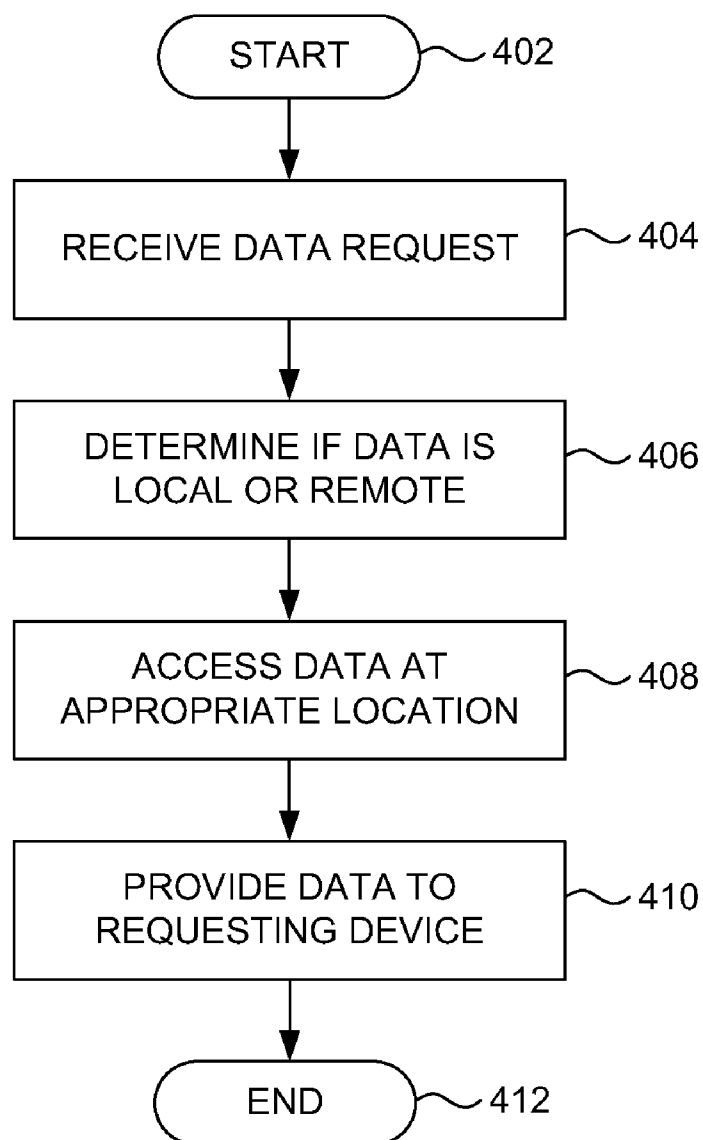 START
402
RECEIVE DATA REQUEST
404
DETERMINE IF DATA IS
LOCAL OR REMOTE
406
ACCESS DATA AT
APPROPRIATE LOCATION
408
PROVIDE DATA TO
REQUESTING DEVICE
410
END
412